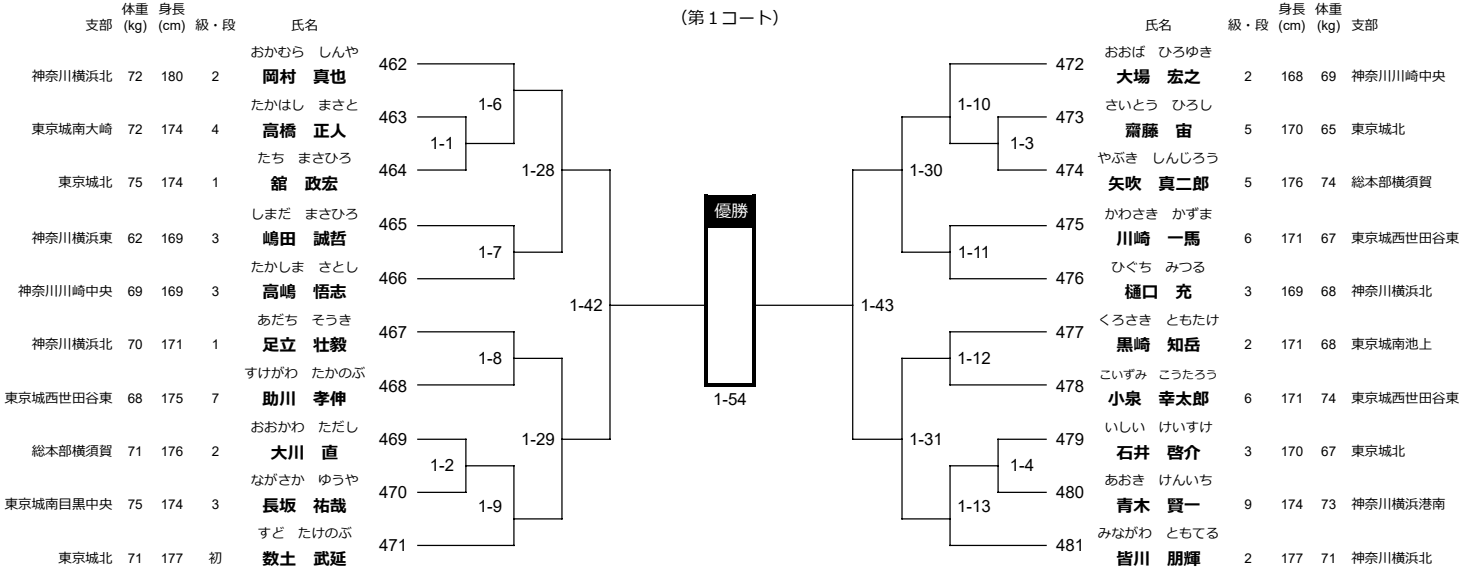 （第１コート）
体重 身長
支部 (kg) (cm) 級・段 氏名
身長 体重
氏名 級・段 (cm) (kg) 支部
おかむら　しんや
神奈川横浜北 72 180 2 岡村　真也 462
たかはし　まさと
東京城南大崎 72 174 4 高橋　正人 463
たち　まさひろ
東京城北 75 174 1 舘　政宏 464
しまだ　まさひろ
神奈川横浜東 62 169 3 嶋田　誠哲 465
たかしま　さとし
神奈川川崎中央 69 169 3 高嶋　悟志 466
あだち　そうき
神奈川横浜北 70 171 1 足立　壮毅 467
すけがわ　たかのぶ
東京城西世田谷東 68 175 7 助川　孝伸 468
おおかわ　ただし
総本部横須賀 71 176 2 大川　直 469
ながさか　ゆうや
東京城南目黒中央 75 174 3 長坂　祐哉 470
すど　たけのぶ
東京城北 71 177 初 数土　武延 471
1-6
1-1
1-28
1-7
1-42
1-8
1-29
1-2
1-9
優勝
1-54
1-10
1-3
1-30
1-11
1-43
1-12
1-31
1-4
1-13
おおば　ひろゆき
472 大場　宏之 2 168 69 神奈川川崎中央
さいとう　ひろし
473 齋藤　宙 5 170 65 東京城北
やぶき　しんじろう
474 矢吹　真二郎 5 176 74 総本部横須賀
かわさき　かずま
475 川崎　一馬 6 171 67 東京城西世田谷東
ひぐち　みつる
476 樋口　充 3 169 68 神奈川横浜北
くろさき　ともたけ
477 黒崎　知岳 2 171 68 東京城南池上
こいずみ　こうたろう
478 小泉　幸太郎 6 171 74 東京城西世田谷東
いしい　けいすけ
479 石井　啓介 3 170 67 東京城北
あおき　けんいち
480 青木　賢一 9 174 73 神奈川横浜港南
みながわ　ともてる
481 皆川　朋輝 2 177 71 神奈川横浜北